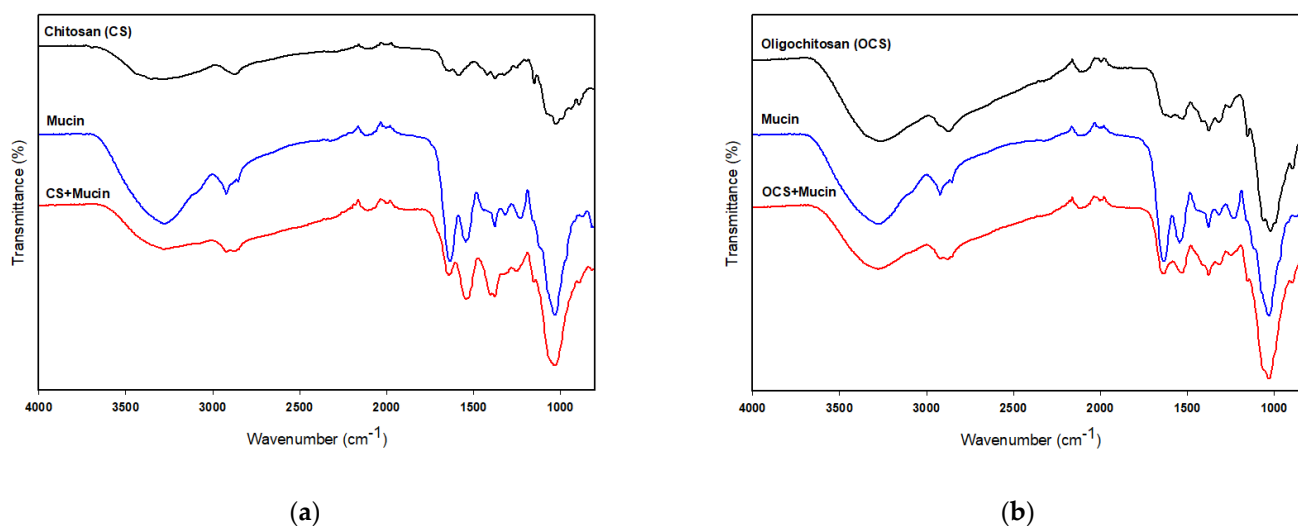 Chitosan (CS)
Mucin
CS+Mucin
Transmittance (%)
4000 3500 3000 2500 2000 1500 1000
Wavenumber (cm-1)
(a)
Oligochitosan (OCS)
Mucin
OCS+Mucin
Transmittance (%)
4000 3500 3000 2500 2000 1500 1000
Wavenumber (cm-1)
(b)